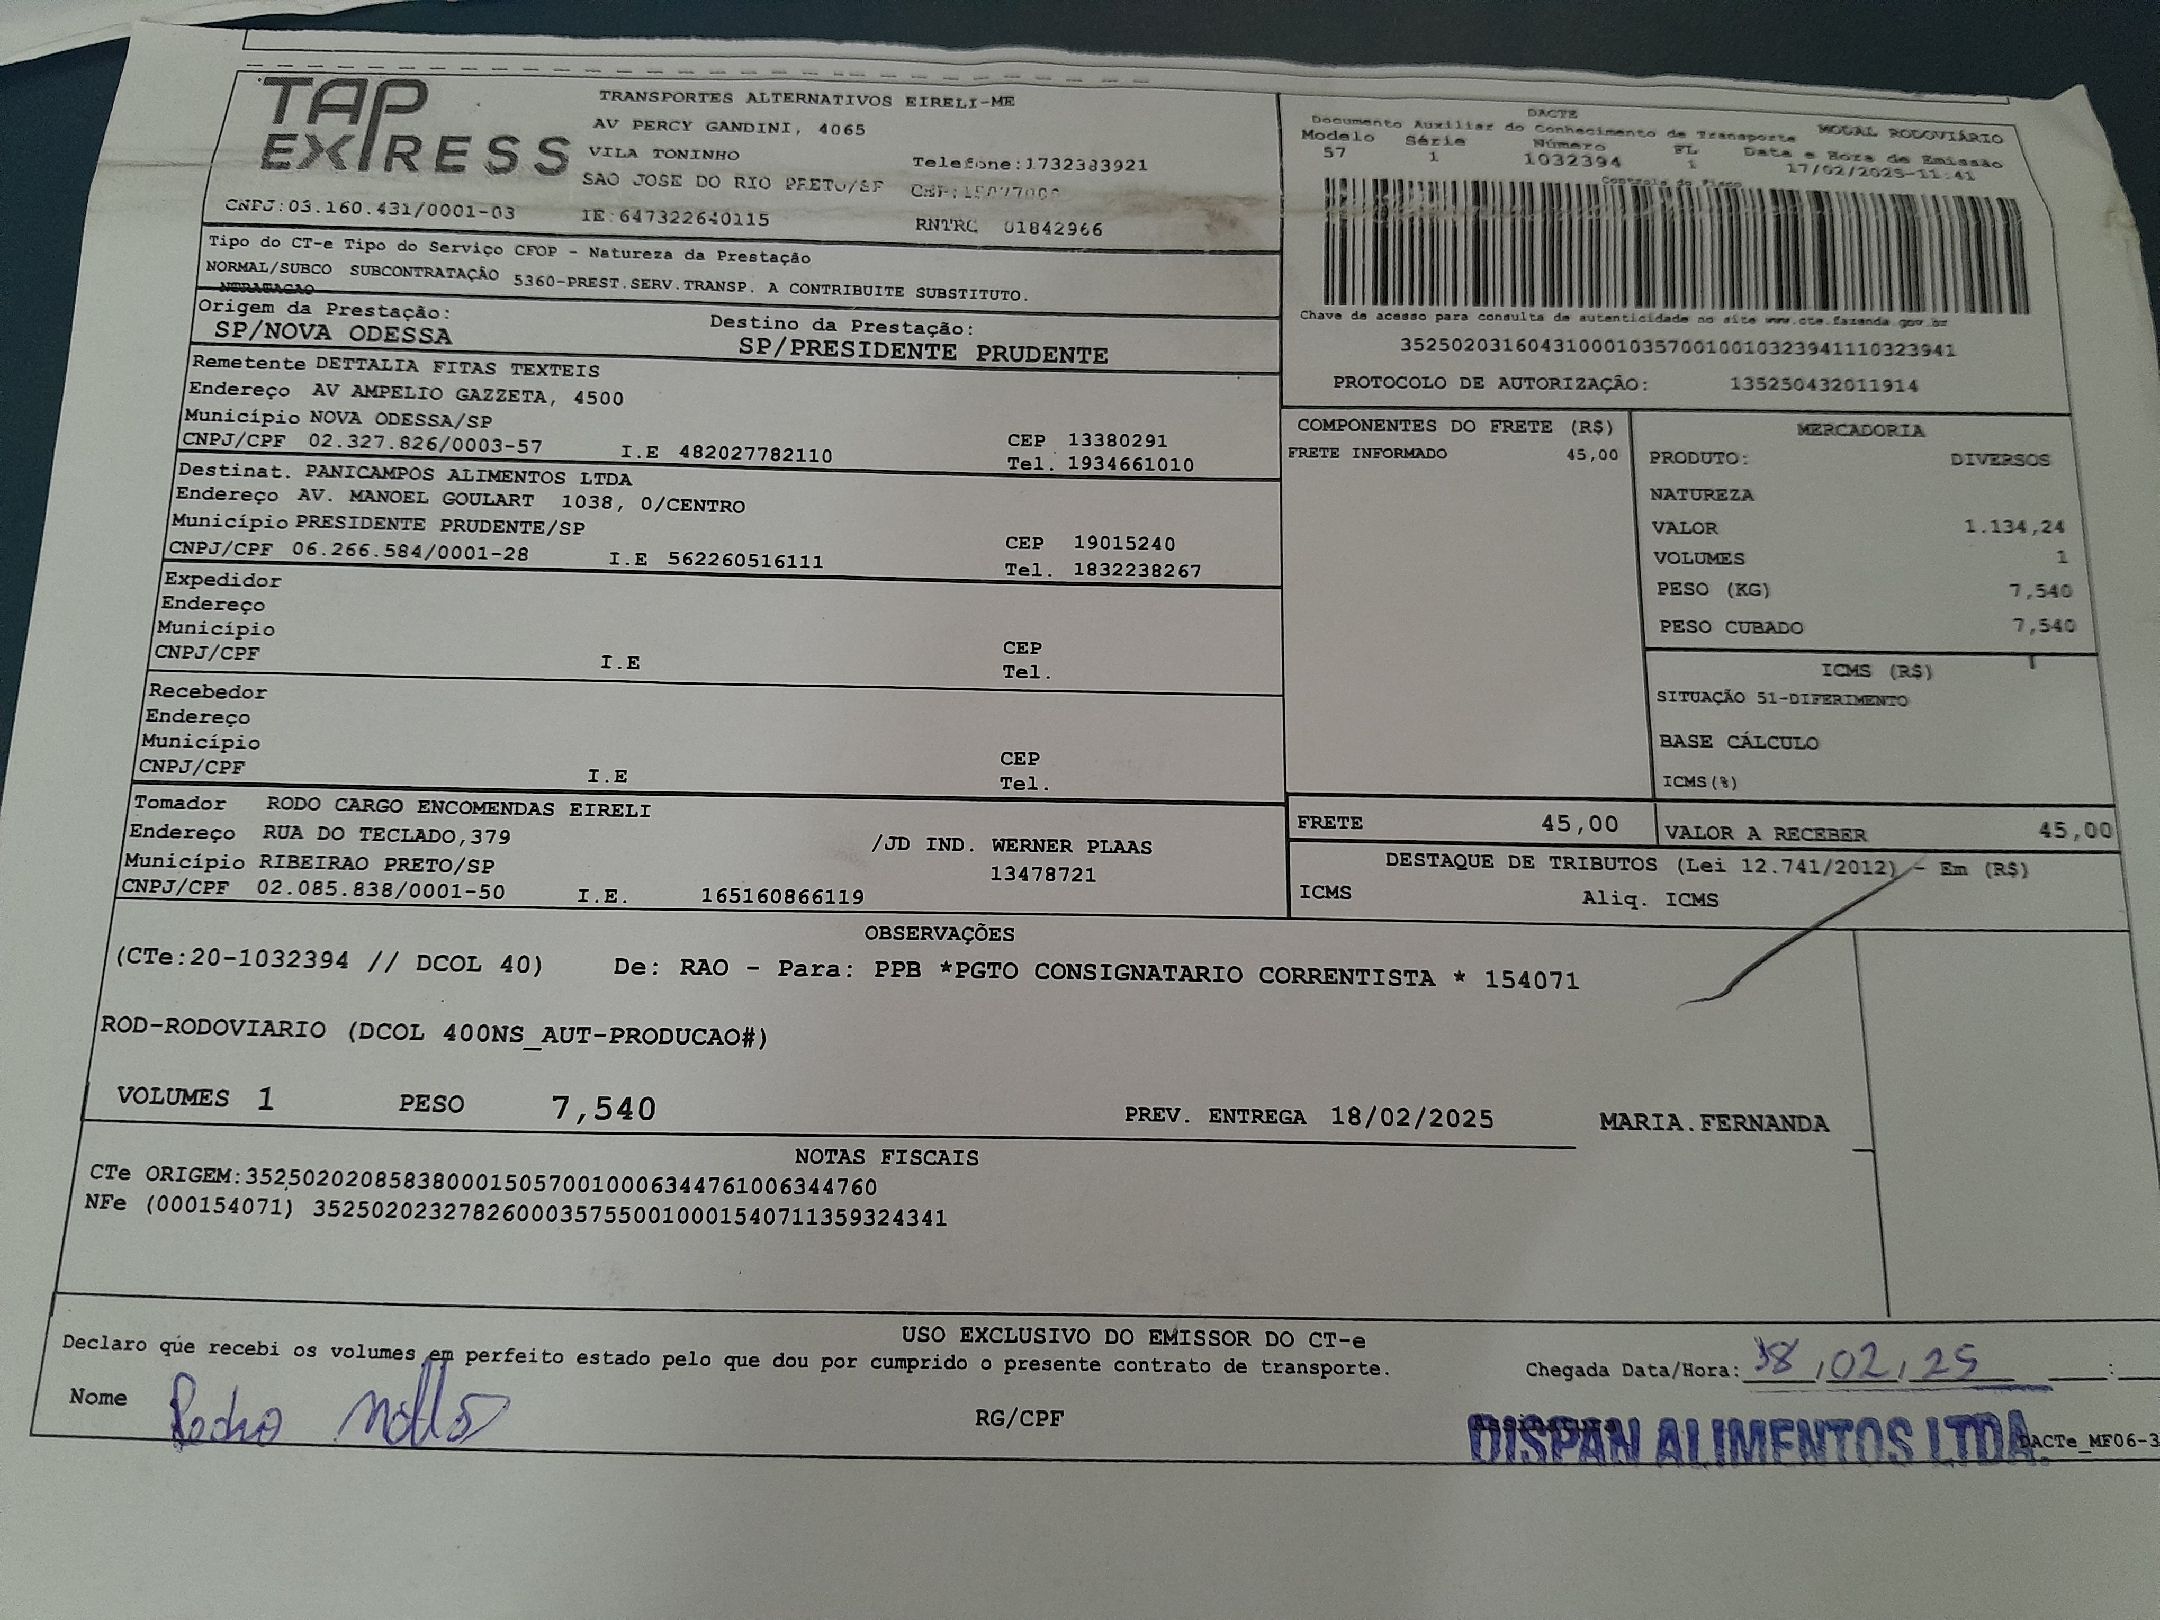 TAP EXPRESS
TRANSPORTES ALTERNATIVOS EIRELI-ME
AV PERCY GANDINI, 4065
VILA TONINHO Telefone:1732383921
SAO JOSE DO RIO PRETO/SP
CNPJ:03.160.431/0001-03 IE:647322640115 RNTRC 01842966
DACTE
Documento Auxiliar do Conhecimento de Transporte MODAL RODOVIÁRIO
Modelo Série Número FL Data e Hora de Emissão
57 1 1032394 1 17/02/2025-11:41
Controle do Fisco
Chave de acesso para consulta de autenticidade no site www.cte.fazenda.gov.br
35250203160431000103570010010323941110323941
PROTOCOLO DE AUTORIZAÇÃO: 135250432011914
Tipo do CT-e Tipo do Serviço CFOP - Natureza da Prestação
NORMAL/SUBCO SUBCONTRATAÇÃO 5360-PREST.SERV.TRANSP. A CONTRIBUITE SUBSTITUTO.
NTRATACAO
Origem da Prestação: Destino da Prestação:
SP/NOVA ODESSA SP/PRESIDENTE PRUDENTE
Remetente DETTALIA FITAS TEXTEIS
Endereço AV AMPELIO GAZZETA, 4500
Município NOVA ODESSA/SP CEP 13380291
CNPJ/CPF 02.327.826/0003-57 I.E 482027782110 Tel. 1934661010
Destinat. PANICAMPOS ALIMENTOS LTDA
Endereço AV. MANOEL GOULART 1038, 0/CENTRO
Município PRESIDENTE PRUDENTE/SP CEP 19015240
CNPJ/CPF 06.266.584/0001-28 I.E 562260516111 Tel. 1832238267
Expedidor
Endereço
Município CEP
CNPJ/CPF I.E Tel.
Recebedor
Endereço
Município CEP
CNPJ/CPF I.E Tel.
Tomador RODO CARGO ENCOMENDAS EIRELI
Endereço RUA DO TECLADO,379 /JD IND. WERNER PLAAS
Município RIBEIRAO PRETO/SP 13478721
CNPJ/CPF 02.085.838/0001-50 I.E. 165160866119
COMPONENTES DO FRETE (R$)
FRETE INFORMADO 45,00
MERCADORIA
PRODUTO: DIVERSOS
NATUREZA
VALOR 1.134,24
VOLUMES 1
PESO (KG) 7,540
PESO CUBADO 7,540
ICMS (R$)
SITUAÇÃO 51-DIFERIMENTO
BASE CÁLCULO
ICMS(%)
FRETE 45,00 VALOR A RECEBER 45,00
DESTAQUE DE TRIBUTOS (Lei 12.741/2012) - Em (R$)
ICMS Aliq. ICMS
OBSERVAÇÕES
(CTe:20-1032394 // DCOL 40) De: RAO - Para: PPB *PGTO CONSIGNATARIO CORRENTISTA * 154071
ROD-RODOVIARIO (DCOL 400NS_AUT-PRODUCAO#)
VOLUMES 1 PESO 7,540 PREV. ENTREGA 18/02/2025 MARIA.FERNANDA
NOTAS FISCAIS
CTe ORIGEM:35250202085838000150570010006344761006344760
NFe (000154071) 35250202327826000357550010001540711359324341
USO EXCLUSIVO DO EMISSOR DO CT-e
Declaro que recebi os volumes em perfeito estado pelo que dou por cumprido o presente contrato de transporte.
Chegada Data/Hora: 18/02/25 :
Nome Pedro RG/CPF Assinatura
DISPAN ALIMENTOS LTDA.
DACTe_MF06-3